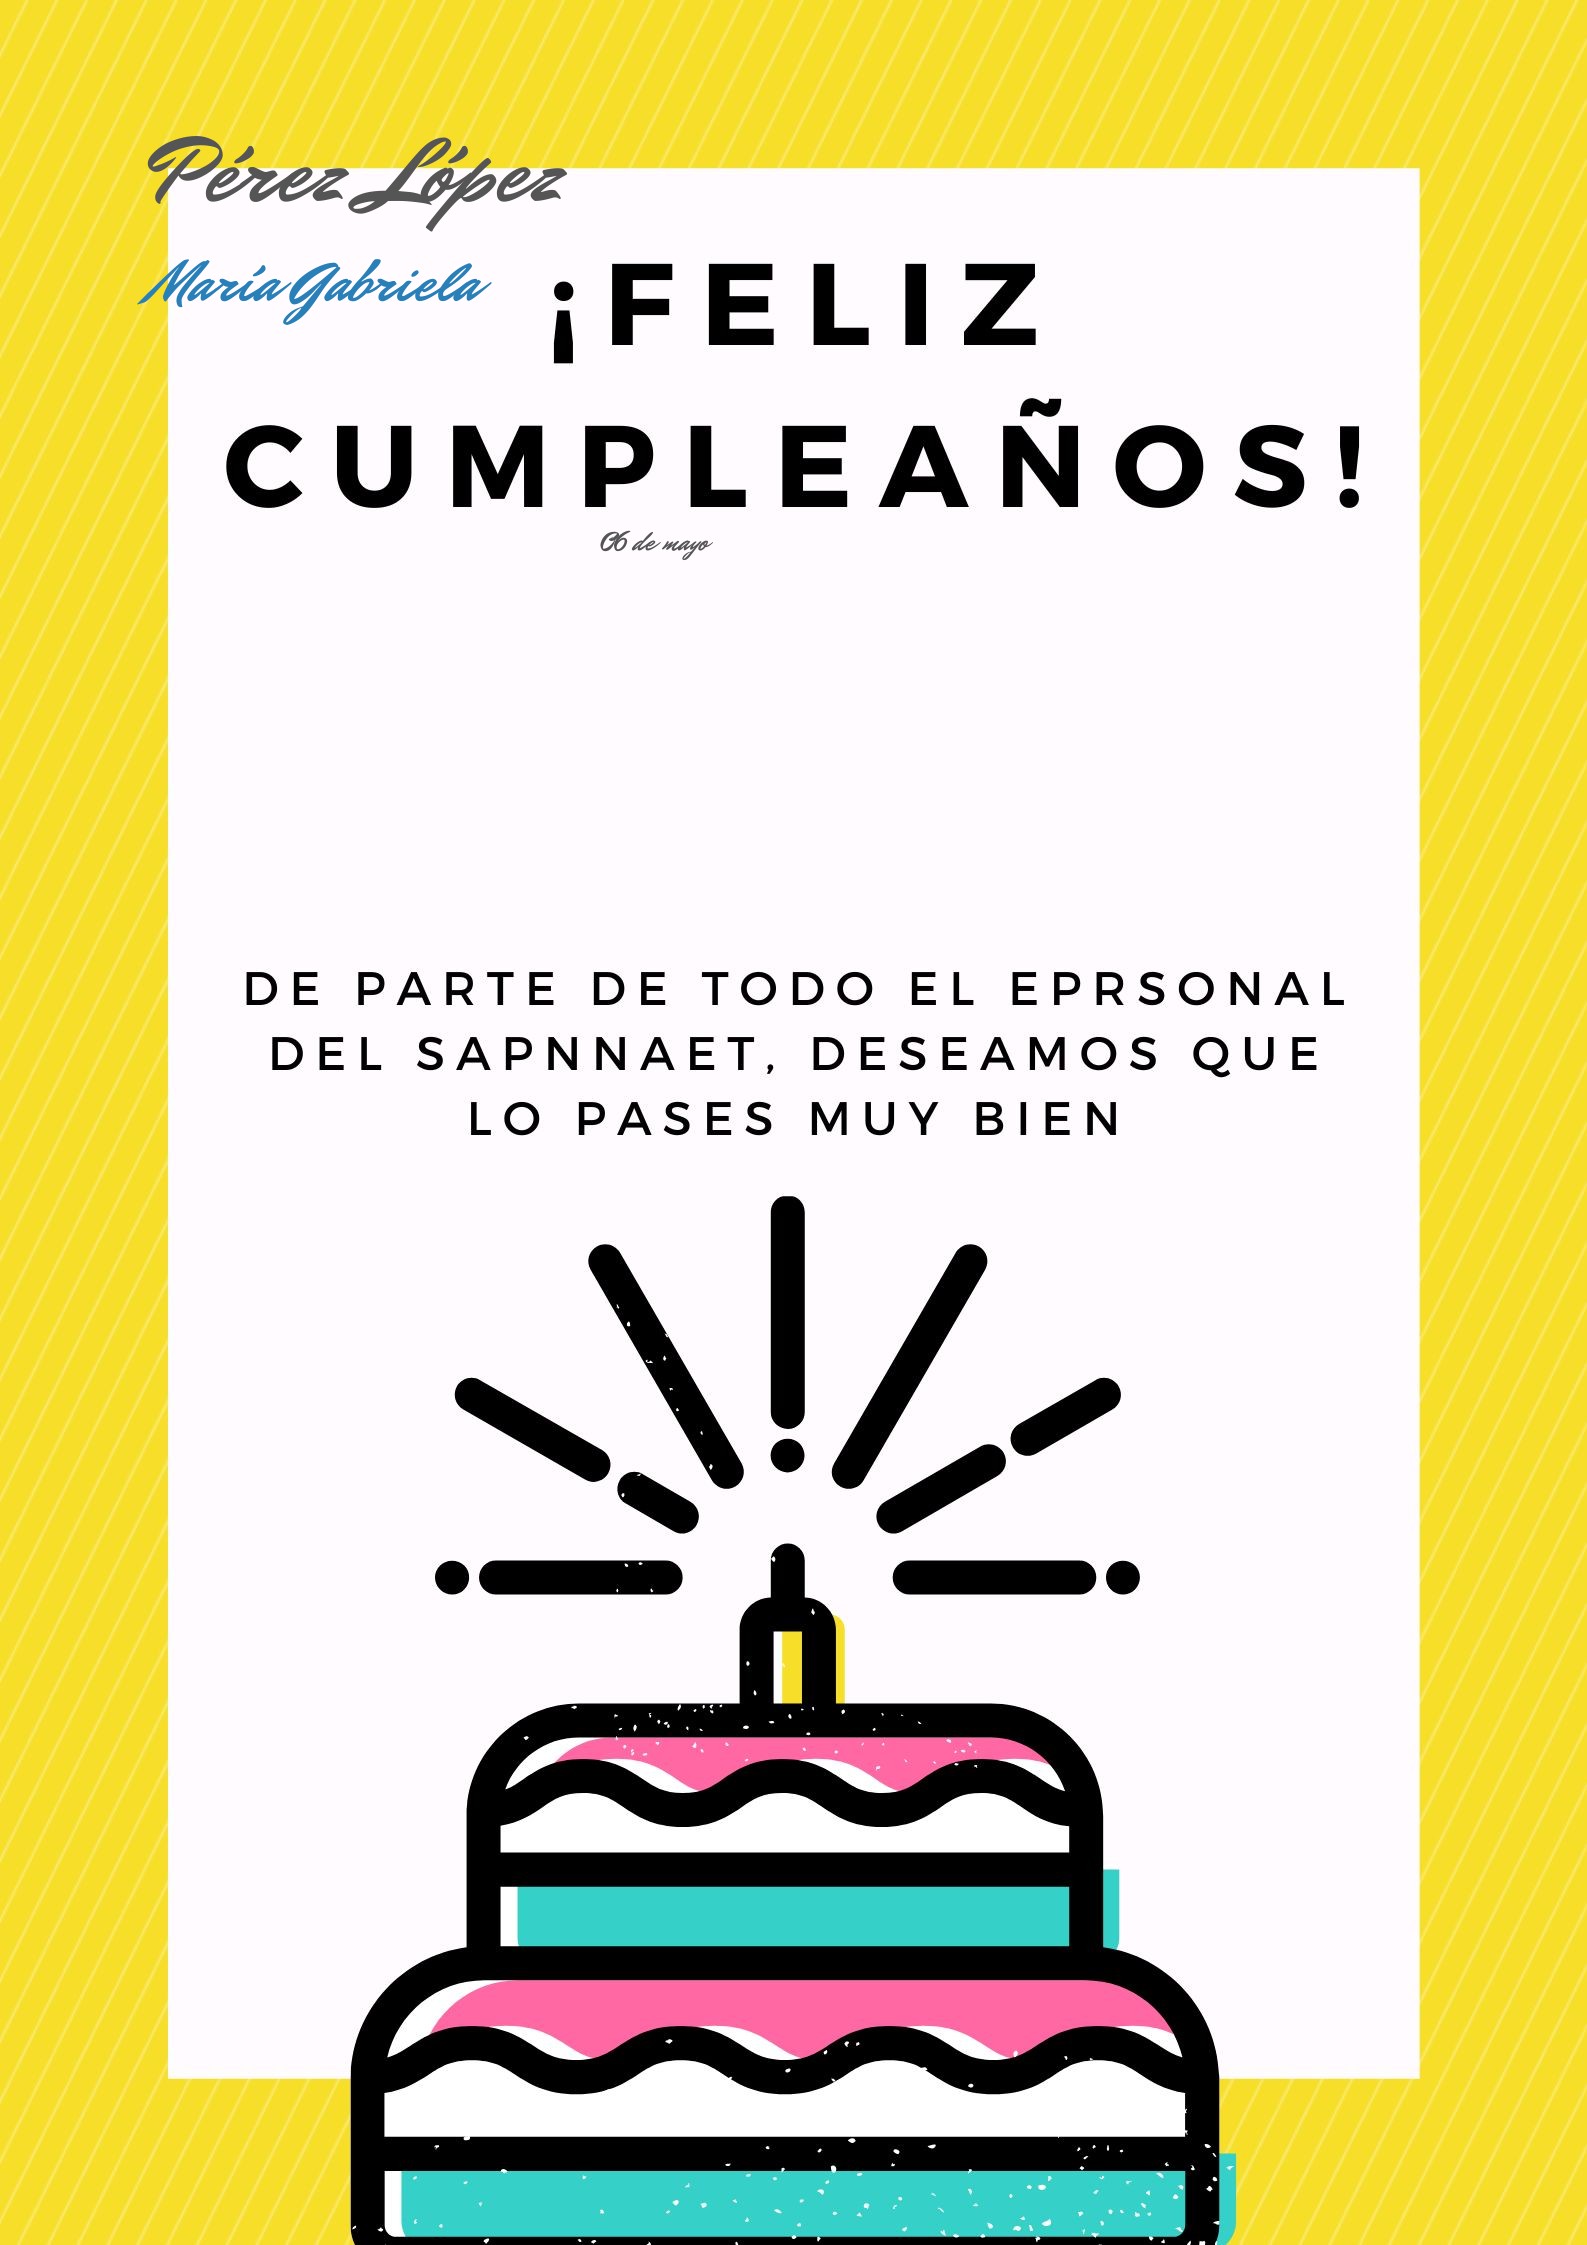 Pérez López
María Gabriela
¡FELIZ
CUMPLEAÑOS!
06 de mayo
DE PARTE DE TODO EL EPRSONAL
DEL SAPNNAET, DESEAMOS QUE
LO PASES MUY BIEN